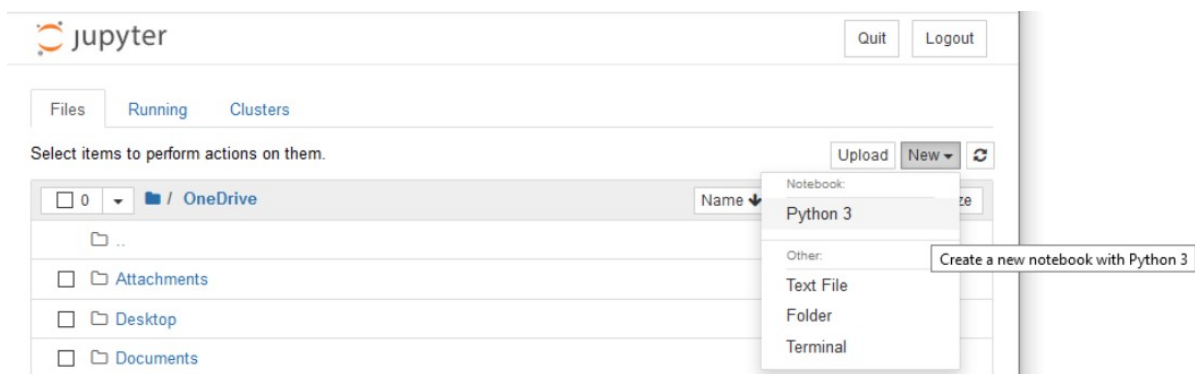 jupyter
Quit Logout
Files Running Clusters
Select items to perform actions on them.
Upload New
0 / OneDrive Name
Notebook:
Python 3
..
Other:
Create a new notebook with Python 3
Attachments
Text File
Desktop
Folder
Documents
Terminal